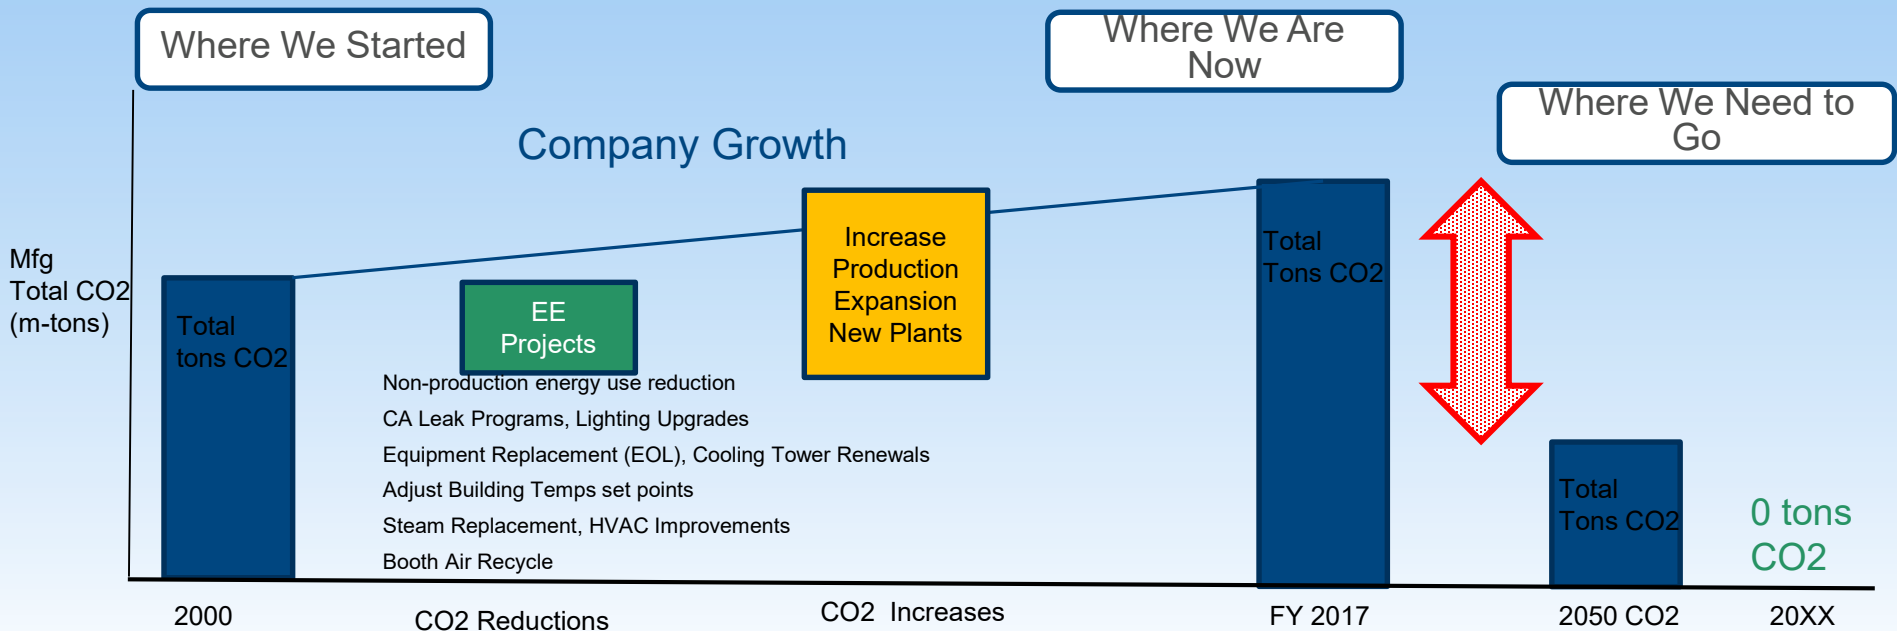 Where We Started
Where We Are
Now
Where We Need to
Go
Company Growth
Mfg
Total CO2
(m-tons)
Total
tons CO2
EE
Projects
Non-production energy use reduction
CA Leak Programs, Lighting Upgrades
Equipment Replacement (EOL), Cooling Tower Renewals
Adjust Building Temps set points
Steam Replacement, HVAC Improvements
Booth Air Recycle
Increase
Production
Expansion
New Plants
Total
Tons CO2
Total
Tons CO2
0 tons
CO2
2000
CO2 Reductions
CO2 Increases
FY 2017
2050 CO2
20XX